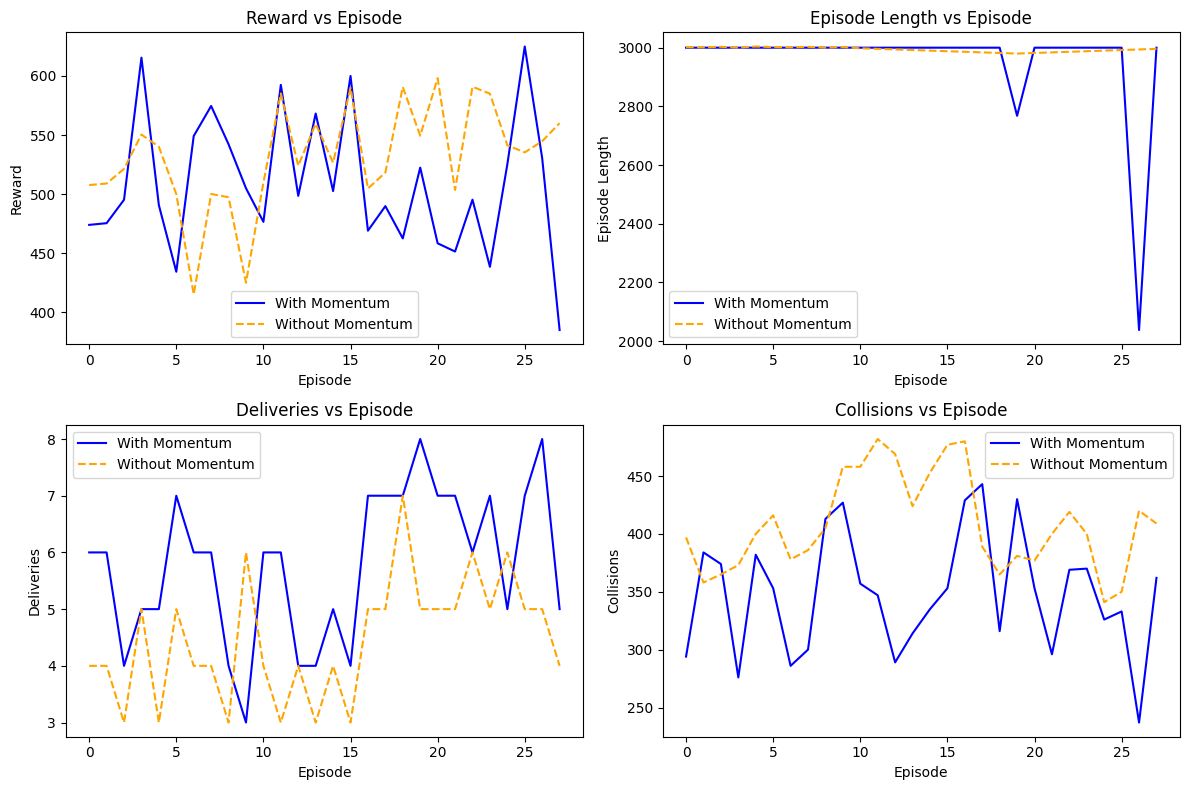 Reward vs Episode
Reward
600
550
500
450
400
With Momentum
Without Momentum
0 5 10 15 20 25
Episode
Episode Length vs Episode
Episode Length
3000
2800
2600
2400
2200
2000
With Momentum
Without Momentum
0 5 10 15 20 25
Episode
Deliveries vs Episode
Deliveries
8
7
6
5
4
3
With Momentum
Without Momentum
0 5 10 15 20 25
Episode
Collisions vs Episode
Collisions
450
400
350
300
250
With Momentum
Without Momentum
0 5 10 15 20 25
Episode